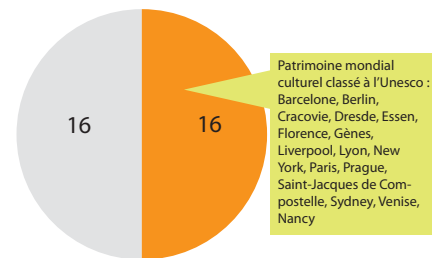 16
16
Patrimoine mondial
culturel classé à l'Unesco :
Barcelone, Berlin,
Cracovie, Dresde, Essen,
Florence, Gènes,
Liverpool, Lyon, New
York, Paris, Prague,
Saint-Jacques de Com-
postelle, Sydney, Venise,
Nancy